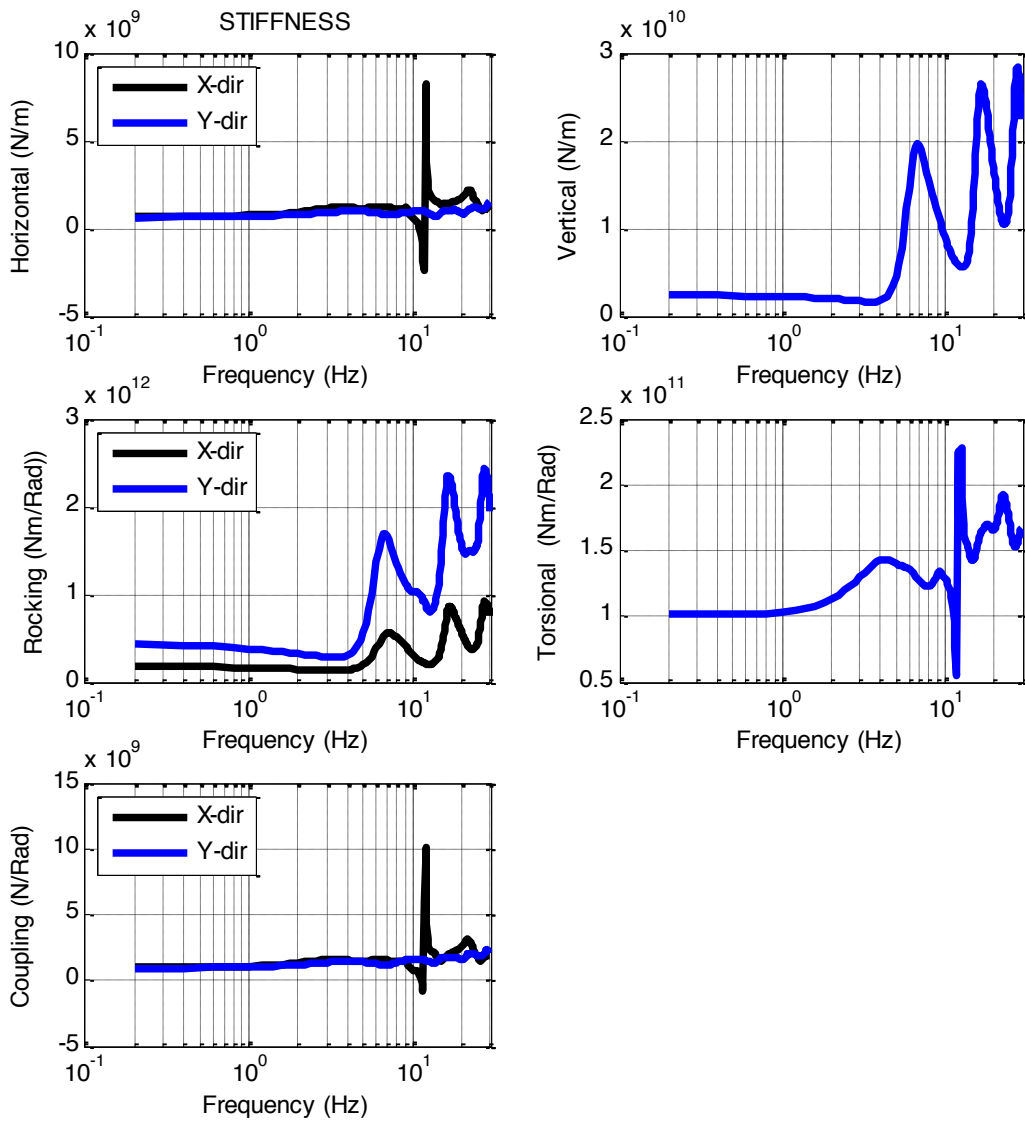 STIFFNESS
x 10^9
10
5
0
-5
Horizontal (N/m)
X-dir
Y-dir
10^-1
10^0
10^1
Frequency (Hz)
x 10^10
3
2
1
0
Vertical (N/m)
10^-1
10^0
10^1
Frequency (Hz)
x 10^12
3
2
1
0
Rocking (Nm/Rad))
X-dir
Y-dir
10^-1
10^0
10^1
Frequency (Hz)
x 10^11
2.5
2
1.5
1
0.5
Torsional (Nm/Rad)
10^-1
10^0
10^1
Frequency (Hz)
x 10^9
15
10
5
0
-5
Coupling (N/Rad)
X-dir
Y-dir
10^-1
10^0
10^1
Frequency (Hz)